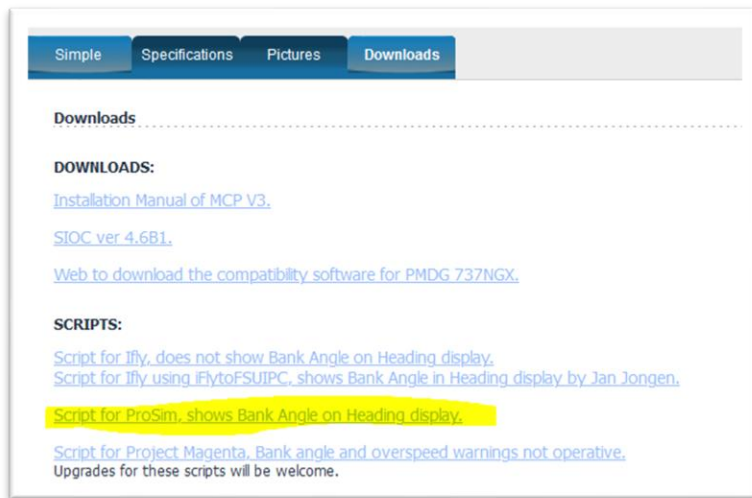 Simple Specifications Pictures Downloads
Downloads
DOWNLOADS:
Installation Manual of MCP V3.
SIOC ver 4.6B1.
Web to download the compatibility software for PMDG 737NGX.
SCRIPTS:
Script for Ifly, does not show Bank Angle on Heading display.
Script for Ifly using iFlytoFSUIPC, shows Bank Angle in Heading display by Jan Jongen.
Script for ProSim, shows Bank Angle on Heading display.
Script for Project Magenta, Bank angle and overspeed warnings not operative.
Upgrades for these scripts will be welcome.